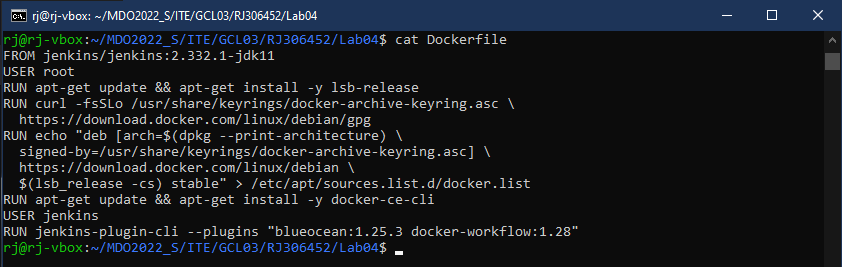 rj@rj-vbox: ~/MDO2022_S/ITE/GCL03/RJ306452/Lab04
rj@rj-vbox:~/MDO2022_S/ITE/GCL03/RJ306452/Lab04$ cat Dockerfile
FROM jenkins/jenkins:2.332.1-jdk11
USER root
RUN apt-get update && apt-get install -y lsb-release
RUN curl -fsSLo /usr/share/keyrings/docker-archive-keyring.asc \
  https://download.docker.com/linux/debian/gpg
RUN echo "deb [arch=$(dpkg --print-architecture) \
  signed-by=/usr/share/keyrings/docker-archive-keyring.asc] \
  https://download.docker.com/linux/debian \
  $(lsb_release -cs) stable" > /etc/apt/sources.list.d/docker.list
RUN apt-get update && apt-get install -y docker-ce-cli
USER jenkins
RUN jenkins-plugin-cli --plugins "blueocean:1.25.3 docker-workflow:1.28"
rj@rj-vbox:~/MDO2022_S/ITE/GCL03/RJ306452/Lab04$